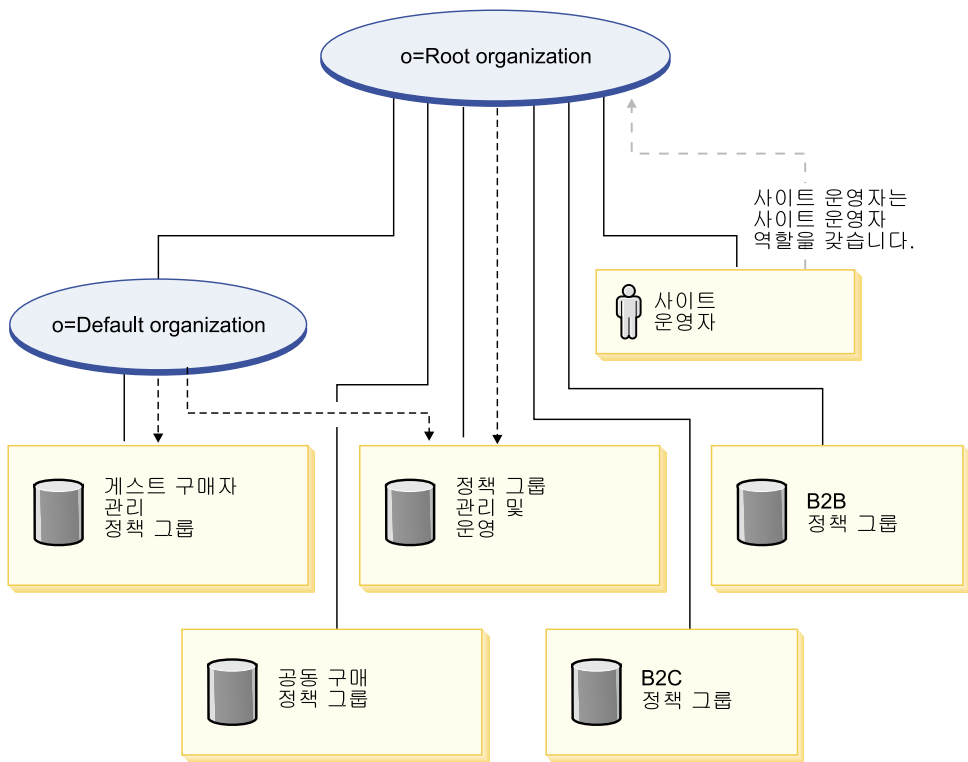 o=Root organization
사이트 운영자는
사이트 운영자
역할을 갖습니다.
사이트
운영자
o=Default organization
게스트 구매자
관리
정책 그룹
정책 그룹
관리 및
운영
B2B
정책 그룹
공동 구매
정책 그룹
B2C
정책 그룹